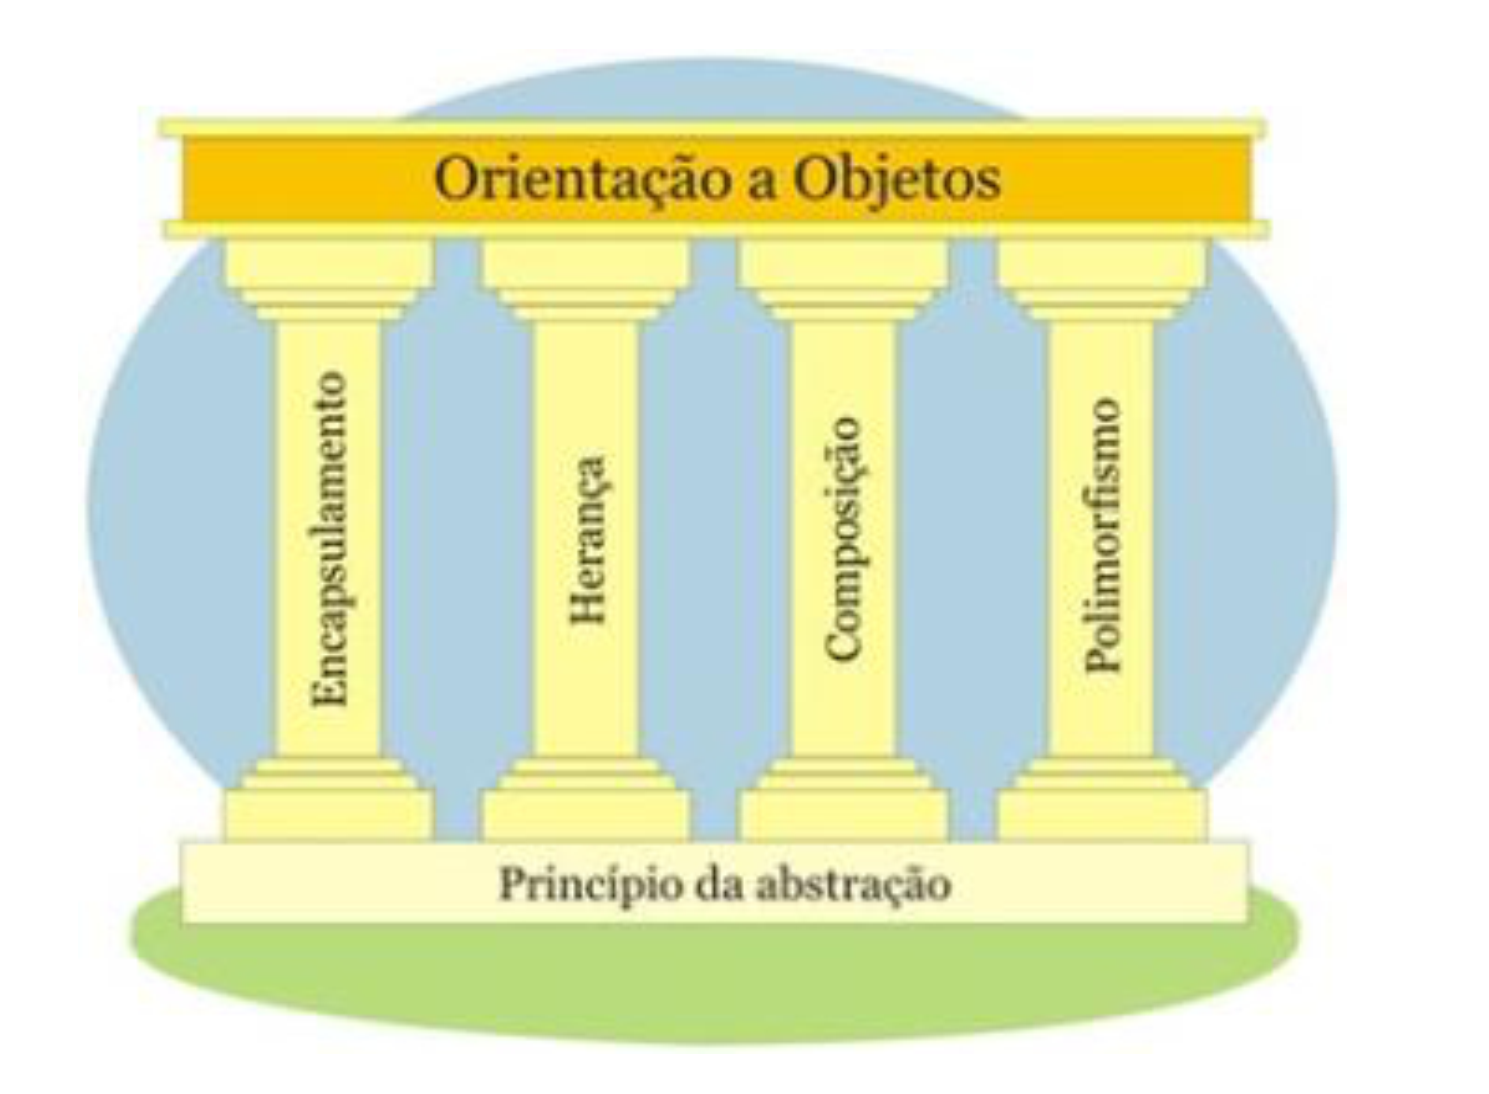 Orientação a Objetos
Encapsulamento
Herança
Composição
Polimorfismo
Princípio da abstração